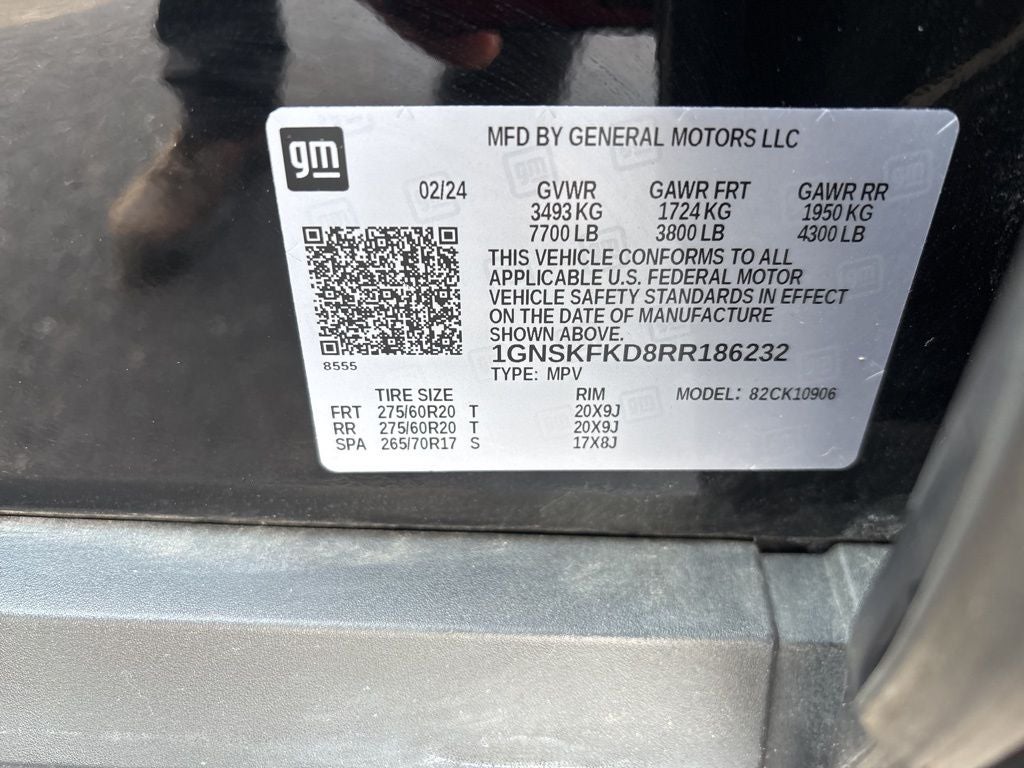 gm
MFD BY GENERAL MOTORS LLC
02/24 GVWR GAWR FRT GAWR RR
3493 KG 1724 KG 1950 KG
7700 LB 3800 LB 4300 LB
THIS VEHICLE CONFORMS TO ALL
APPLICABLE U.S. FEDERAL MOTOR
VEHICLE SAFETY STANDARDS IN EFFECT
ON THE DATE OF MANUFACTURE
SHOWN ABOVE.
1GNSKFKD8RR186232
8555
TYPE: MPV
TIRE SIZE RIM MODEL: 82CK10906
FRT 275/60R20 T 20X9J
RR 275/60R20 T 20X9J
SPA 265/70R17 S 17X8J